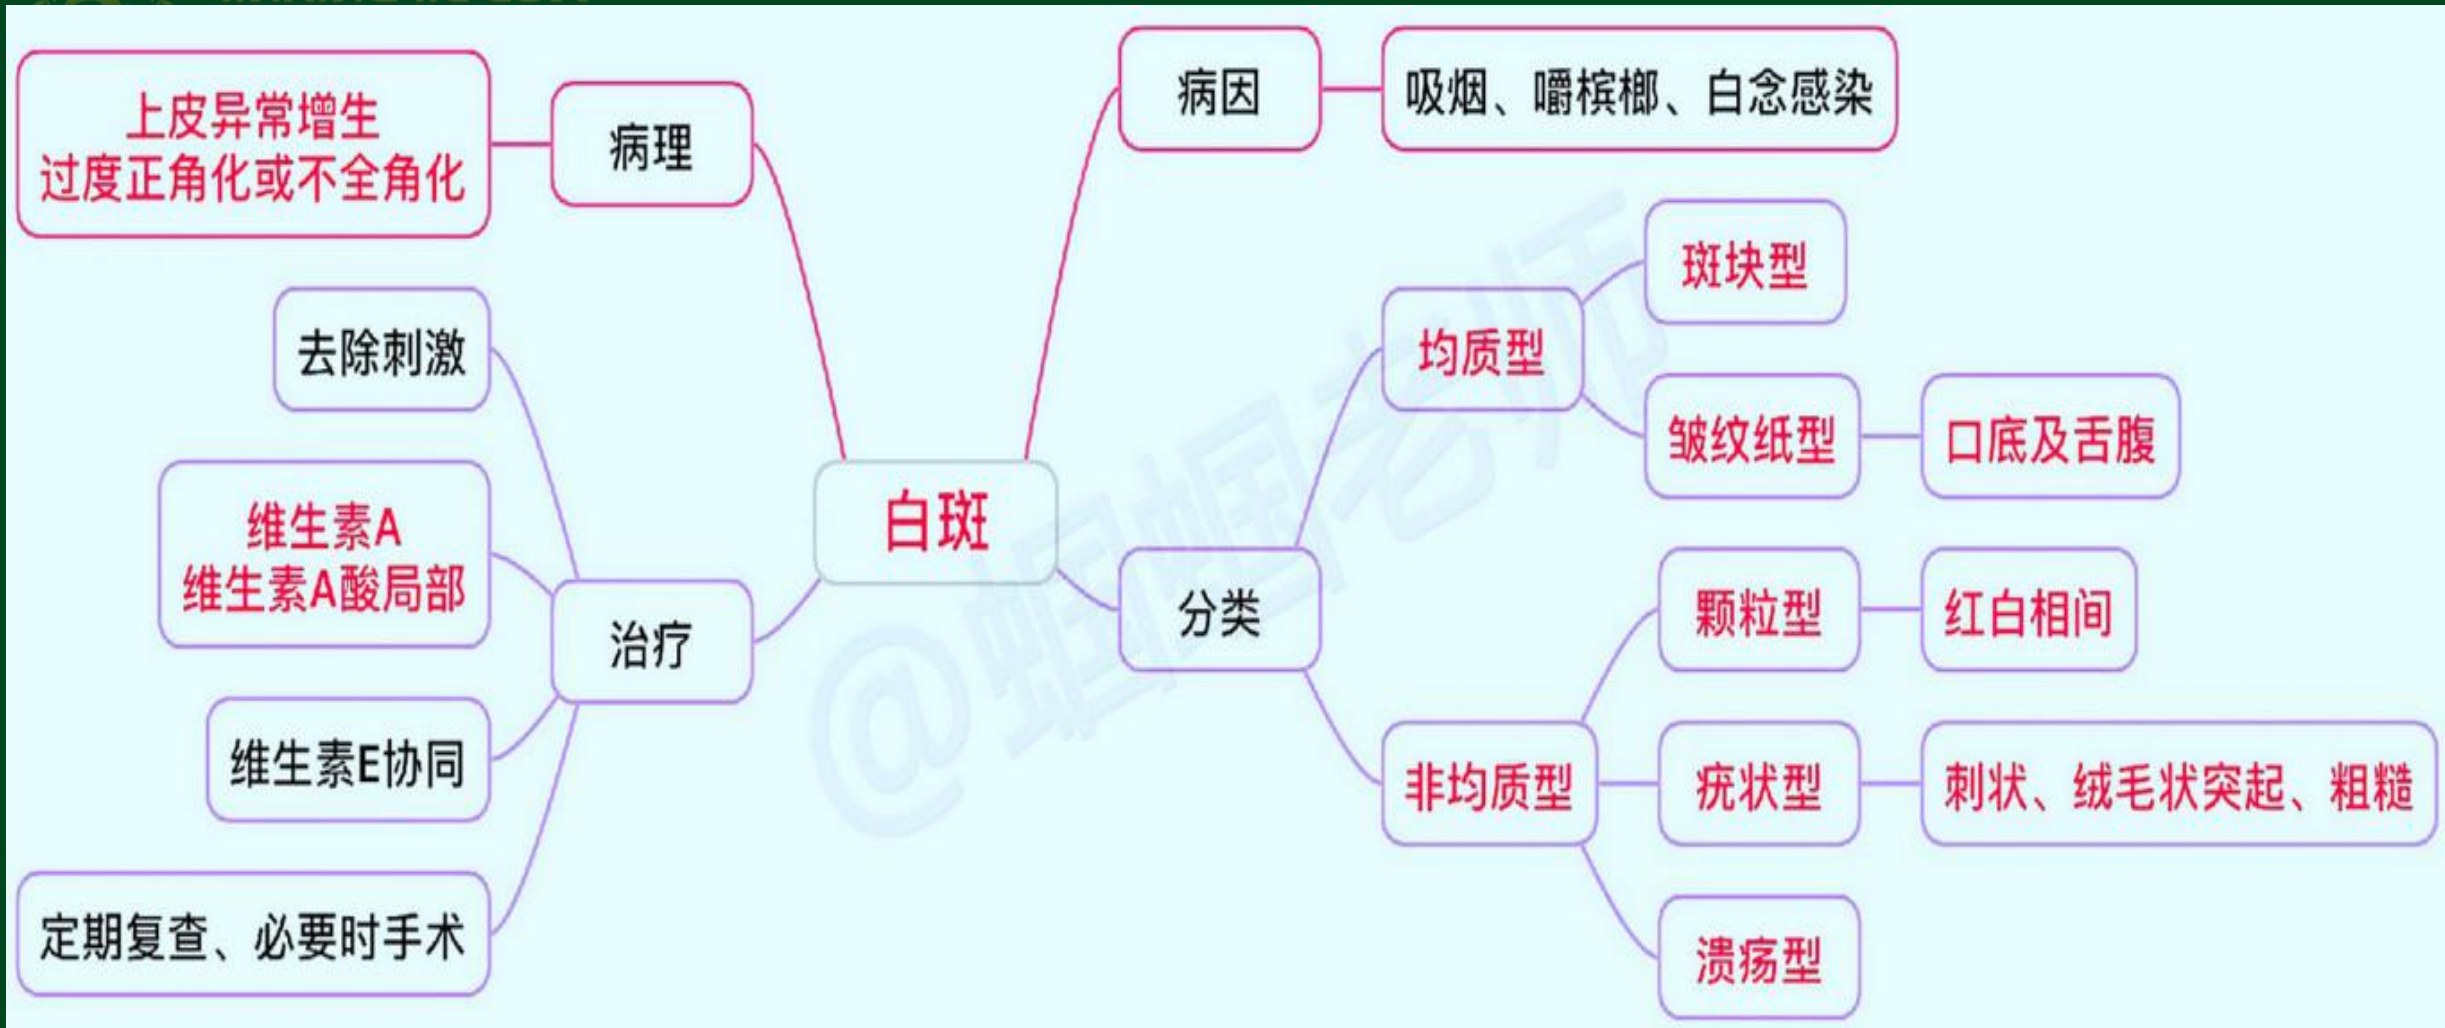 上皮异常增生
过度正角化或不全角化
病理
病因
吸烟、嚼槟榔、白念感染
去除刺激
维生素A
维生素A酸局部
维生素E协同
定期复查、必要时手术
治疗
白斑
分类
均质型
斑块型
皱纹纸型
口底及舌腹
非均质型
颗粒型
红白相间
疣状型
刺状、绒毛状突起、粗糙
溃疡型
@蝈蝈老师